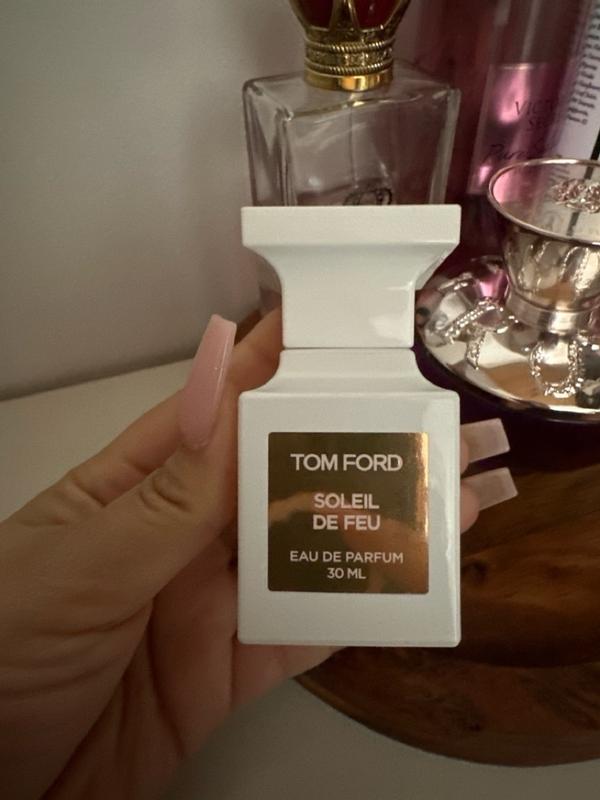 TOM FORD
SOLEIL
DE FEU
EAU DE PARFUM
30 ML